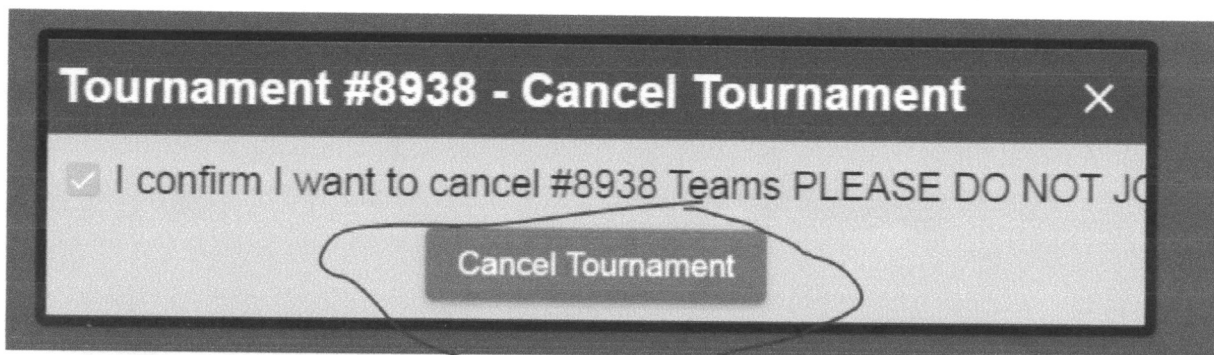 Tournament #8938 - Cancel Tournament
I confirm I want to cancel #8938 Teams PLEASE DO NOT
Cancel Tournament